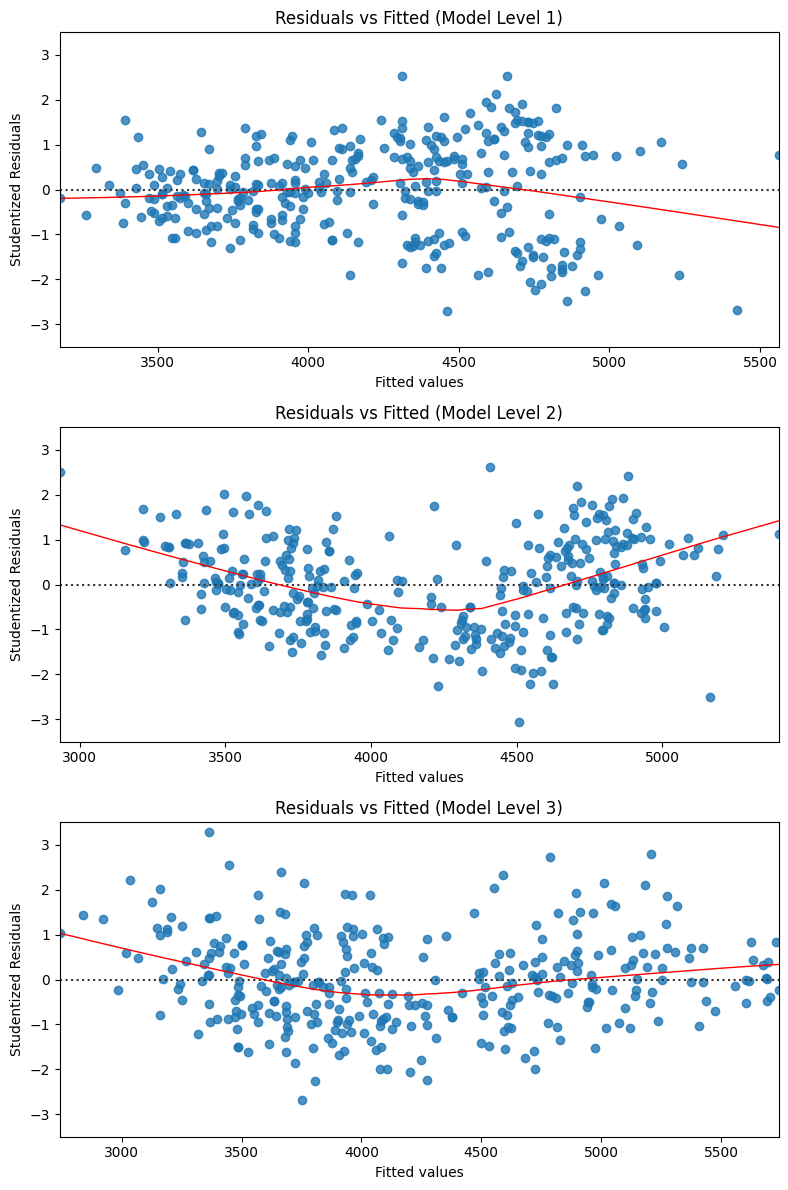 Residuals vs Fitted (Model Level 1)
3
2
1
0
−1
−2
−3
Studentized Residuals
3500 4000 4500 5000 5500
Fitted values
Residuals vs Fitted (Model Level 2)
3
2
1
0
−1
−2
−3
Studentized Residuals
3000 3500 4000 4500 5000
Fitted values
Residuals vs Fitted (Model Level 3)
3
2
1
0
−1
−2
−3
Studentized Residuals
3000 3500 4000 4500 5000 5500
Fitted values